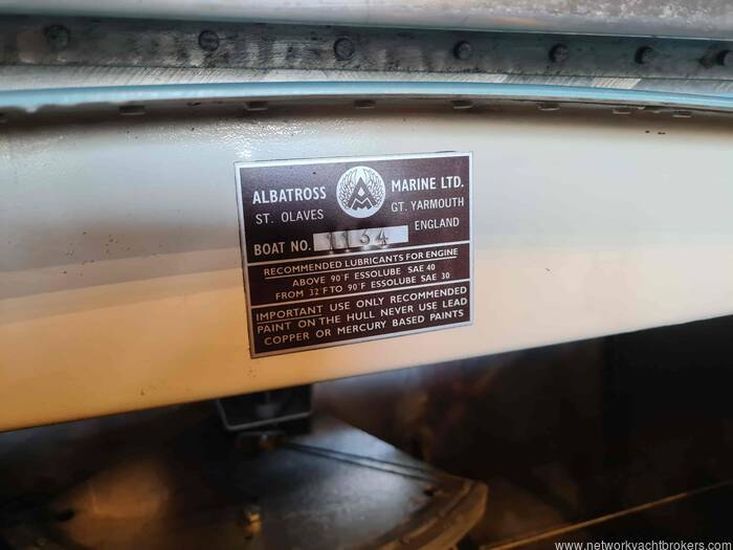 ALBATROSS MARINE LTD.
ST. OLAVES GT. YARMOUTH
ENGLAND
BOAT NO. 1164
RECOMMENDED LUBRICANTS FOR ENGINE
ABOVE 90°F ESSOLUBE SAE 40
FROM 32°F TO 90°F ESSOLUBE SAE 30
IMPORTANT USE ONLY RECOMMENDED
PAINT ON THE HULL NEVER USE LEAD
COPPER OR MERCURY BASED PAINTS
www.networkyachtbrokers.com